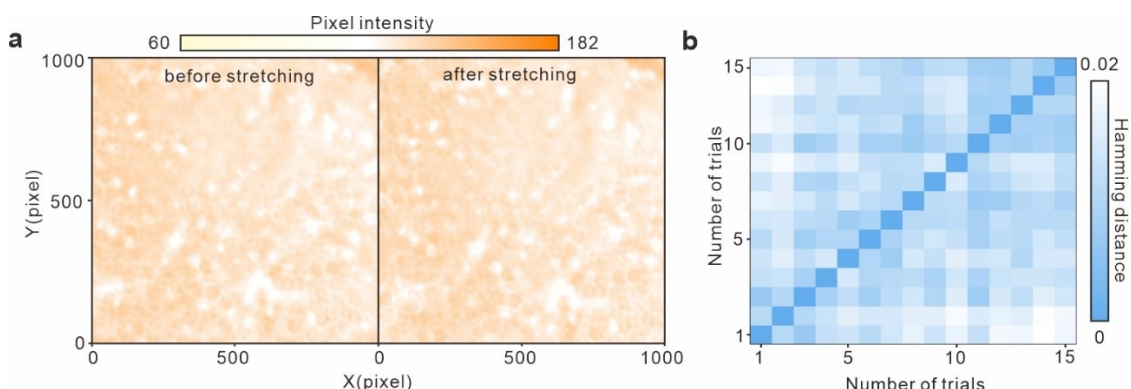 a
Pixel intensity
60
182
1000
500
0
Y(pixel)
before stretching
after stretching
0
500
0
500
1000
X(pixel)
b
15
10
5
1
Number of trials
1
5
10
15
Number of trials
0.02
Hamming distance
0